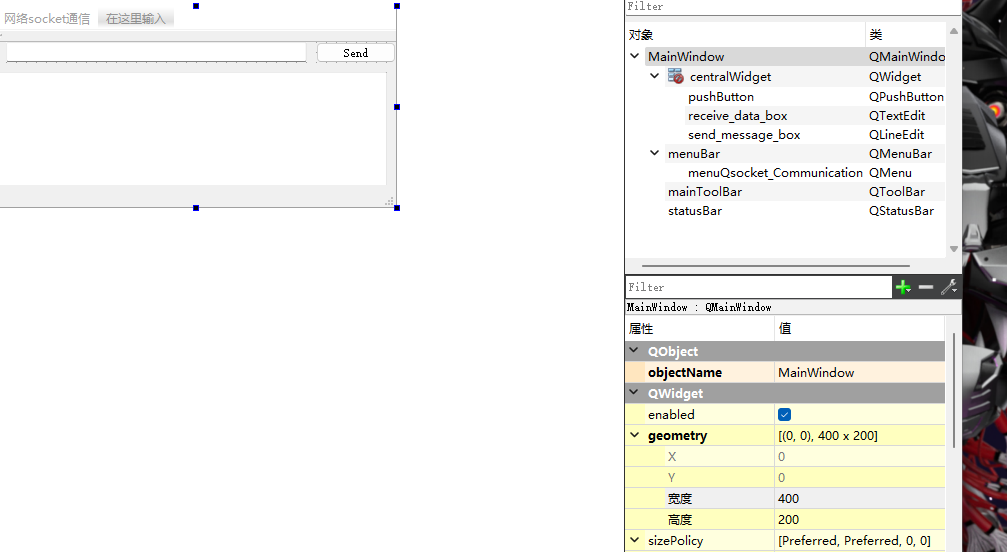 网络socket通信 在这里输入
Send
Filter
对象 类
MainWindow QMainWindo
centralWidget QWidget
pushButton QPushButton
receive_data_box QTextEdit
send_message_box QLineEdit
menuBar QMenuBar
menuQsocket_Communication QMenu
mainToolBar QToolBar
statusBar QStatusBar
Filter
MainWindow : QMainWindow
属性 值
QObject
objectName MainWindow
QWidget
enabled
geometry [(0, 0), 400 x 200]
X 0
Y 0
宽度 400
高度 200
sizePolicy [Preferred, Preferred, 0, 0]